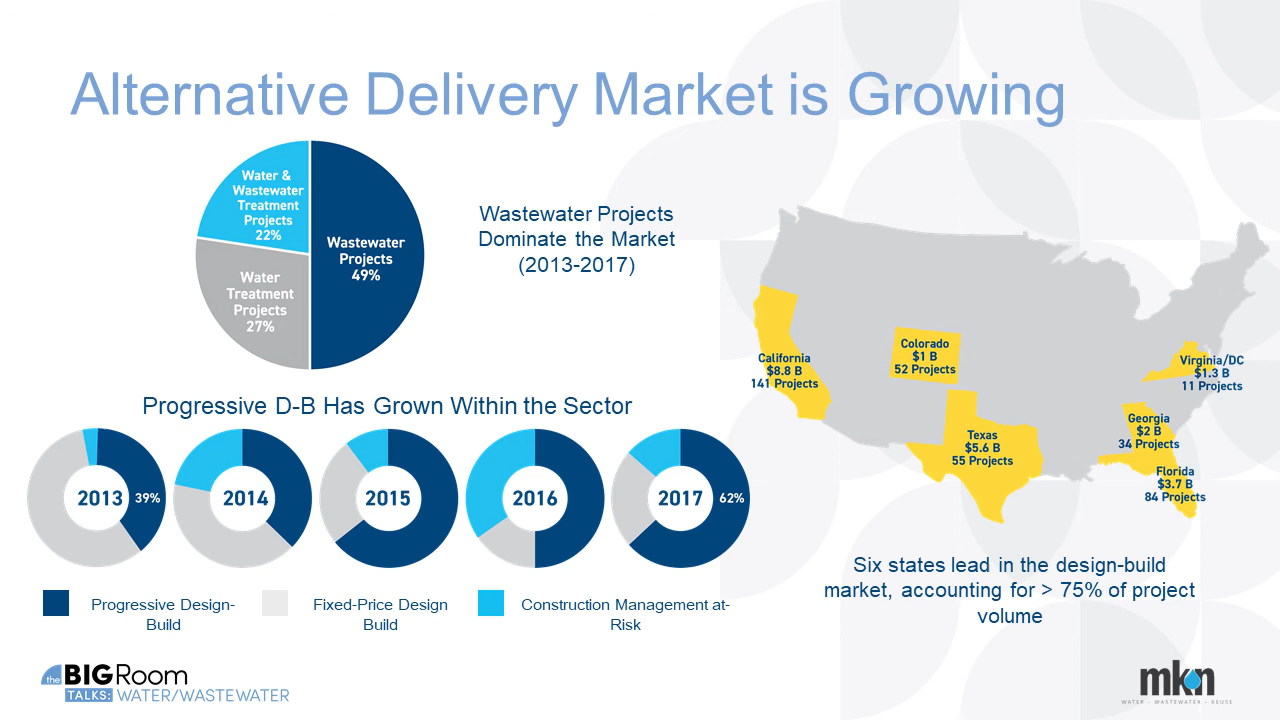 Alternative Delivery Market is Growing
Water &
Wastewater
Treatment
Projects
22%
Wastewater
Projects
49%
Water
Treatment
Projects
27%
Wastewater Projects
Dominate the Market
(2013-2017)
Progressive D-B Has Grown Within the Sector
2013 39%
2014
2015
2016
2017 62%
Progressive Design-
Build
Fixed-Price Design
Build
Construction Management at-
Risk
California
$8.8 B
141 Projects
Colorado
$1 B
52 Projects
Texas
$5.6 B
55 Projects
Virginia/DC
$1.3 B
11 Projects
Georgia
$2 B
34 Projects
Florida
$3.7 B
84 Projects
Six states lead in the design-build
market, accounting for > 75% of project
volume
the BIGRoom
TALKS: WATER/WASTEWATER
mkn
WATER - WASTEWATER - REUSE